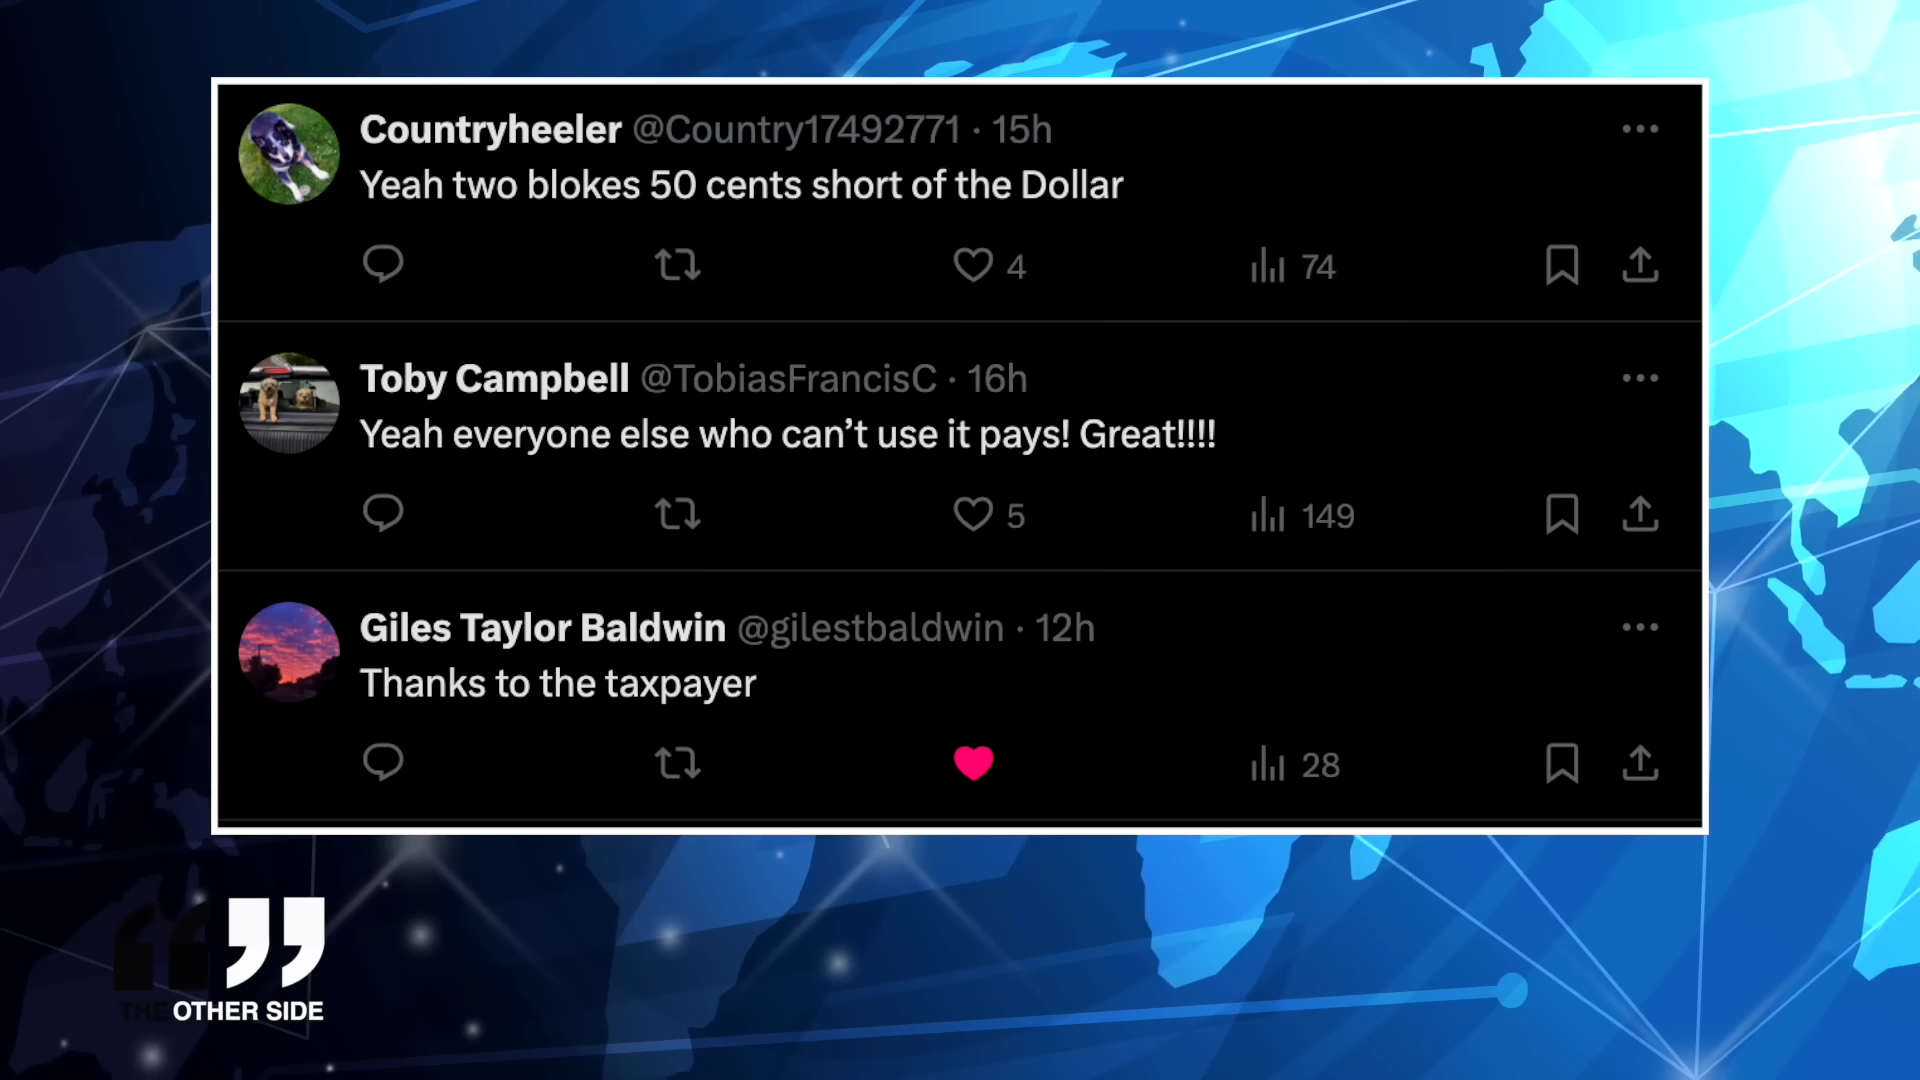 Countryheeler @Country17492771 · 15h
Yeah two blokes 50 cents short of the Dollar
4 74
Toby Campbell @TobiasFrancisC · 16h
Yeah everyone else who can’t use it pays! Great!!!!
5 149
Giles Taylor Baldwin @gilestbaldwin · 12h
Thanks to the taxpayer
28
THE OTHER SIDE